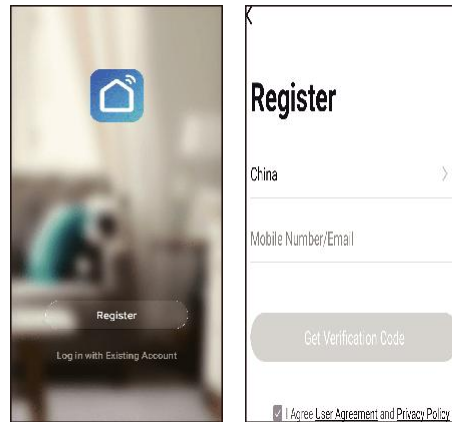 Register
Log in with Existing Account
Register
China
Mobile Number/Email
Get Verification Code
I Agree User Agreement and Privacy Policy